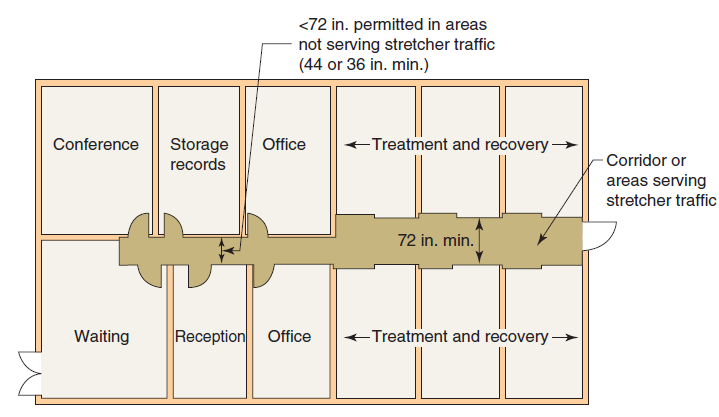 <72 in. permitted in areas
not serving stretcher traffic
(44 or 36 in. min.)
Conference
Storage
records
Office
Treatment and recovery
Corridor or
areas serving
stretcher traffic
72 in. min.
Waiting
Reception
Office
Treatment and recovery